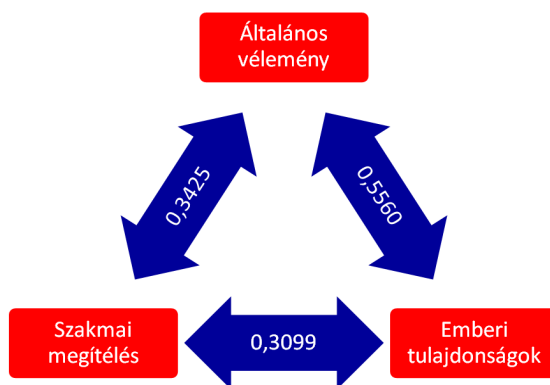 Általános
vélemény
0,3425
0,5560
Szakmai
megítélés
0,3099
Emberi
tulajdonságok